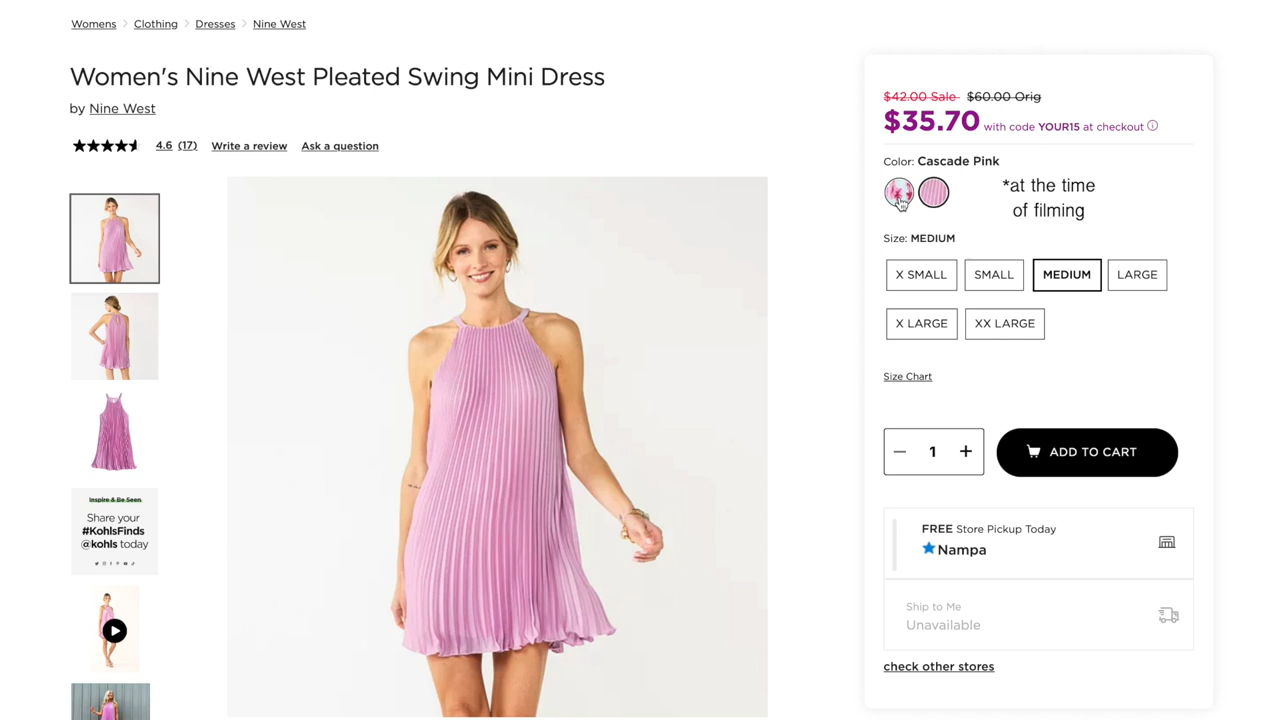 Womens > Clothing > Dresses > Nine West
Women's Nine West Pleated Swing Mini Dress
by Nine West
4.6 (17) Write a review Ask a question
Inspire & Be Seen
Share your
#KohlsFinds
@kohls today
$42.00 Sale $60.00 Orig
$35.70 with code YOUR15 at checkout
Color: Cascade Pink
*at the time
of filming
Size: MEDIUM
X SMALL SMALL MEDIUM LARGE
X LARGE XX LARGE
Size Chart
− 1 + ADD TO CART
FREE Store Pickup Today
Nampa
Ship to Me
Unavailable
check other stores